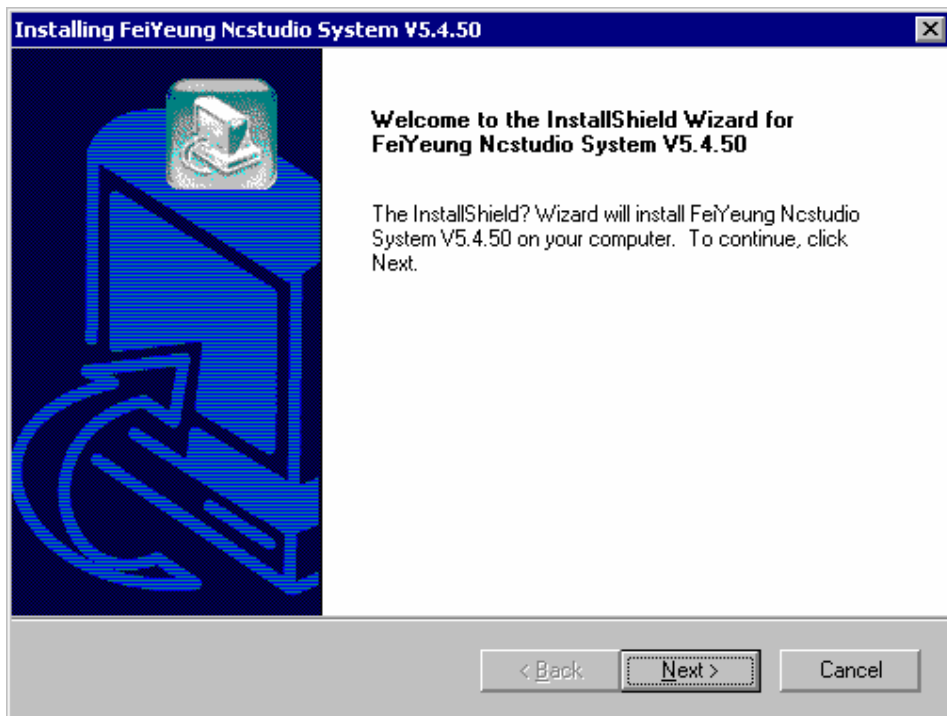 Installing FeiYeung Ncstudio System V5.4.50
Welcome to the InstallShield Wizard for
FeiYeung Ncstudio System V5.4.50
The InstallShield? Wizard will install FeiYeung Ncstudio
System V5.4.50 on your computer.  To continue, click
Next.
< Back
Next >
Cancel